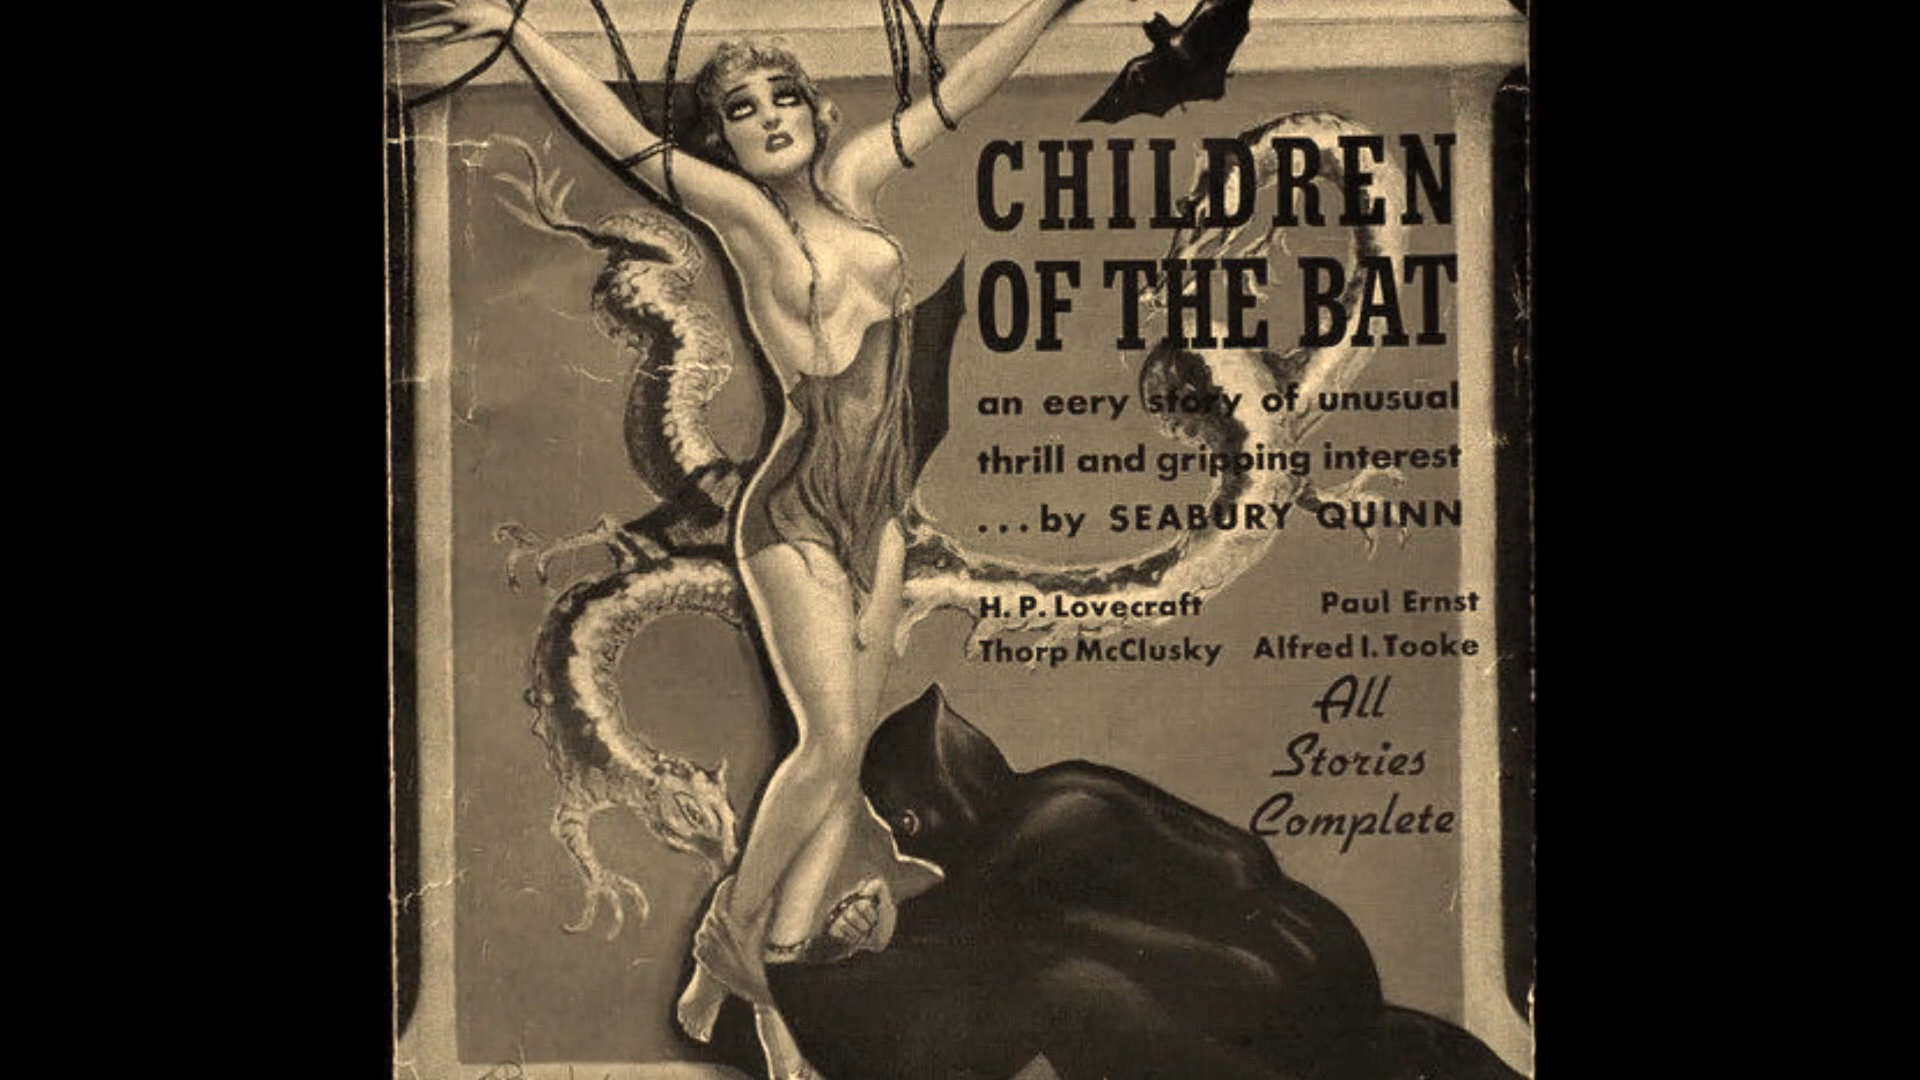 CHILDREN
OF THE BAT
an eery story of unusual
thrill and gripping interest
...by SEABURY QUINN
H. P. Lovecraft Paul Ernst
Thorp McClusky Alfred I. Tooke
All
Stories
Complete